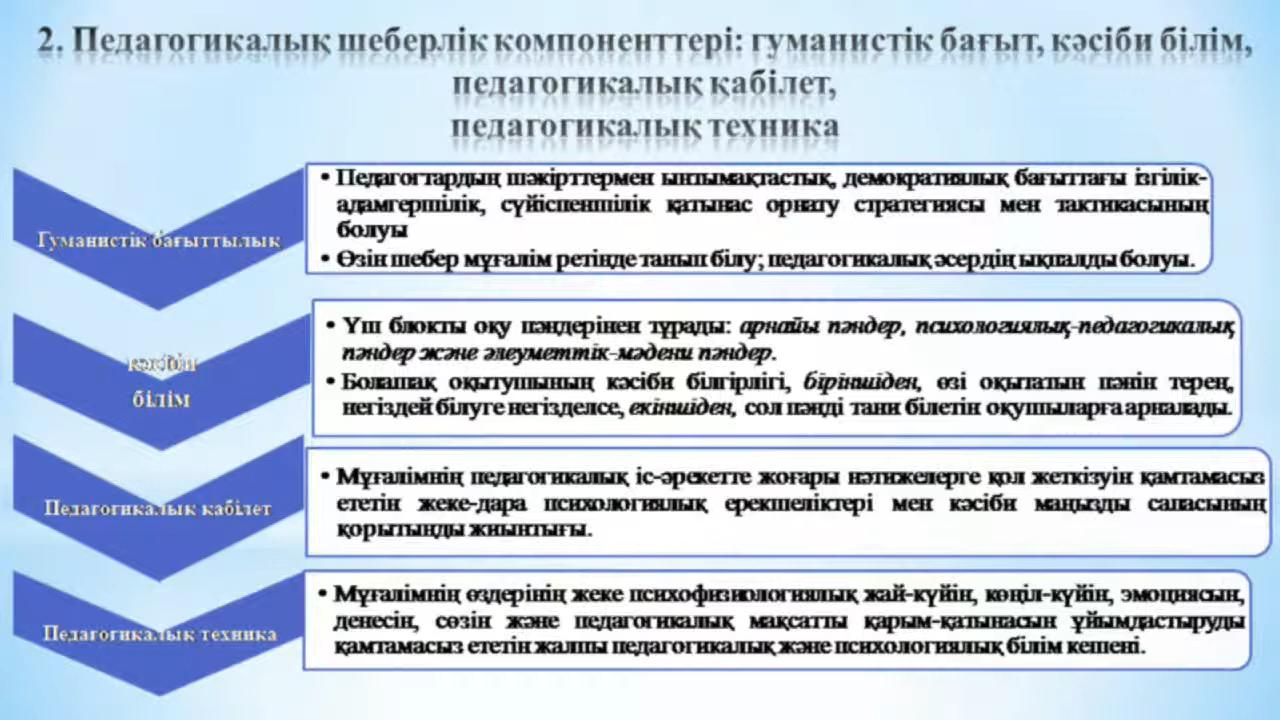 2. Педагогикалық шеберлік компоненттері: гуманистік бағыт, кәсіби білім,
педагогикалық қабілет,
педагогикалық техника
Гуманистік бағыттылық
• Педагогтардың шәкірттермен ынтымақтастық, демократиялық бағыттағы ізгілік-
адамгершілік, сүйіспеншілік қатынас орнату стратегиясы мен тактикасының
болуы
• Өзін шебер мұғалім ретінде танып білу; педагогикалық әсердің ықпалды болуы.
кәсіби
білім
• Үш блокты оқу пәндерінен тұрады: арнайы пәндер, психологиялық-педагогикалық
пәндер және әлеуметтік-мәдени пәндер.
• Болашақ оқытушының кәсіби білгірлігі, біріншіден, өзі оқытатын пәнін терең,
негіздей білуге негізделсе, екіншіден, сол пәнді тани білетін оқушыларға арналады.
Педагогикалық кабілет
• Мұғалімнің педагогикалық іс-әрекетте жоғары нәтижелерге қол жеткізуін қамтамасыз
ететін жеке-дара психологиялық ерекшеліктері мен кәсіби маңызды сапасының
қорытынды жиынтығы.
Педагогикалық техника
• Мұғалімнің өздерінің жеке психофизиологиялық жай-күйін, көңіл-күйін, эмоциясын,
денесін, сөзін және педагогикалық мақсатты қарым-қатынасын ұйымдастыруды
қамтамасыз ететін жалпы педагогикалық және психологиялық білім кешені.